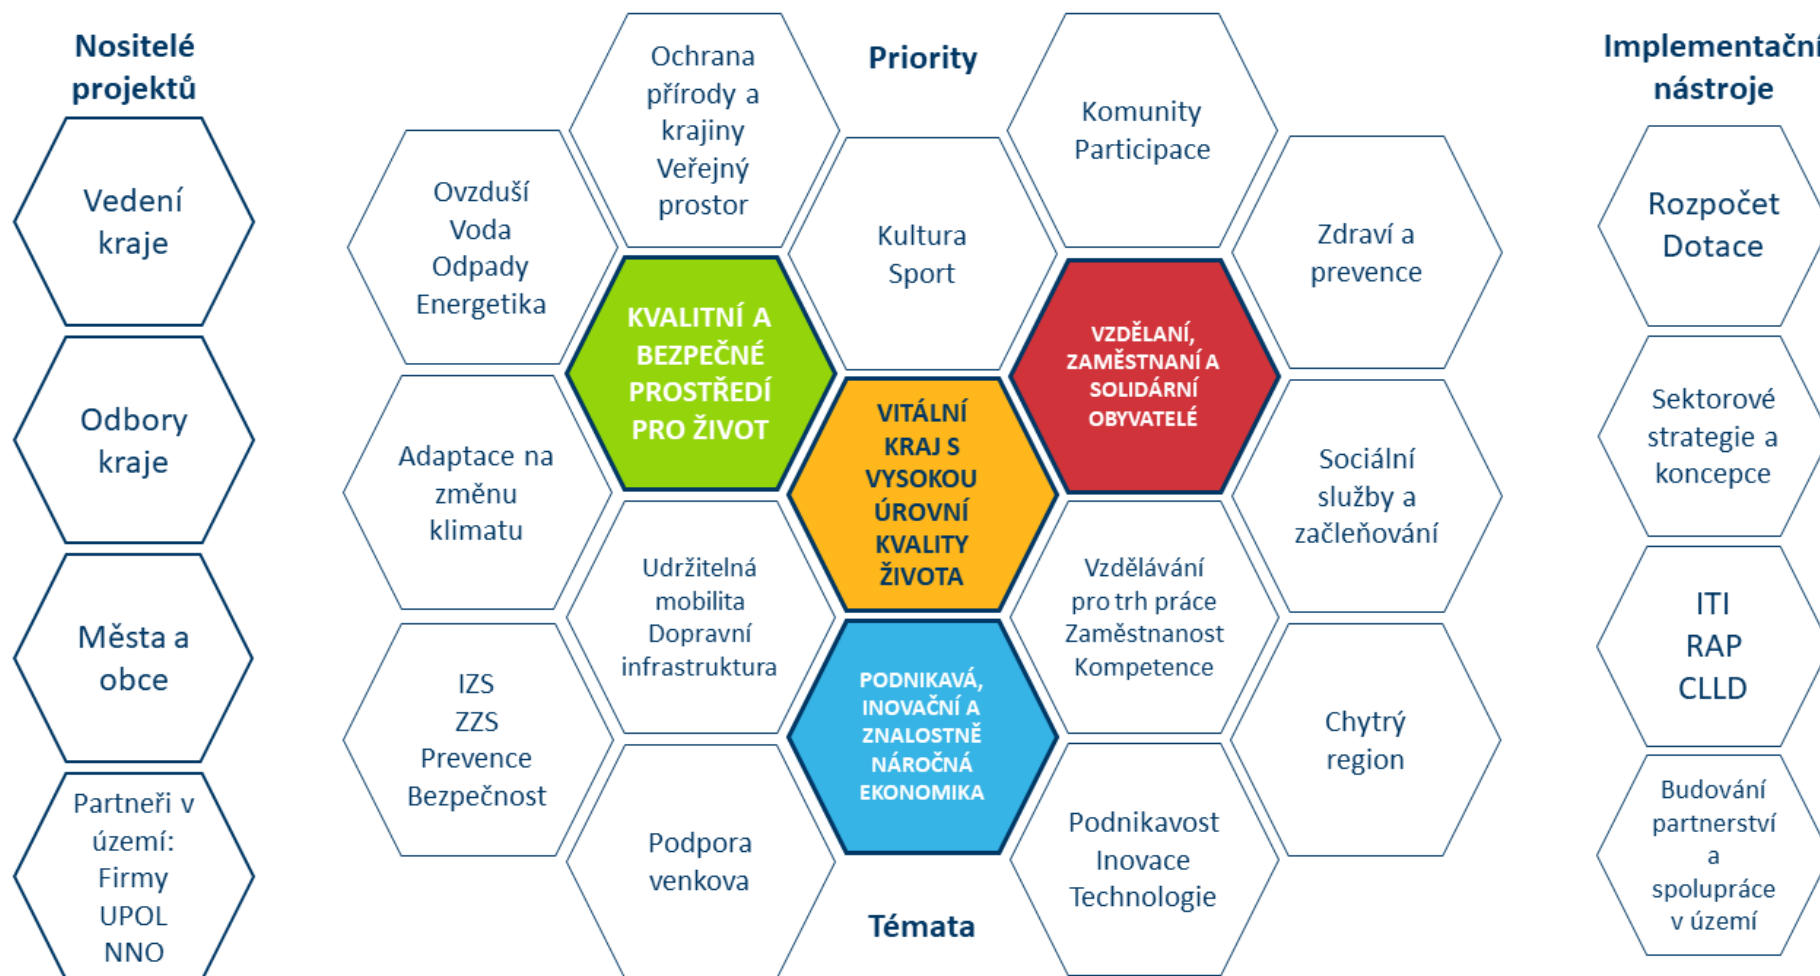 Nositelé
projektů
Vedení
kraje
Odbory
kraje
Města a
obce
Partneři v
území:
Firmy
UPOL
NNO
Priority
Ochrana
přírody a
krajiny
Veřejný
prostor
Komunity
Participace
Ovzduší
Voda
Odpady
Energetika
Kultura
Sport
Zdraví a
prevence
KVALITNÍ A
BEZPEČNÉ
PROSTŘEDÍ
PRO ŽIVOT
VZDĚLANÍ,
ZAMĚSTNANÍ A
SOLIDÁRNÍ
OBYVATELÉ
Adaptace na
změnu
klimatu
VITÁLNÍ
KRAJ S
VYSOKOU
ÚROVNÍ
KVALITY
ŽIVOTA
Sociální
služby a
začleňování
Udržitelná
mobilita
Dopravní
infrastruktura
Vzdělávání
pro trh práce
Zaměstnanost
Kompetence
IZS
ZZS
Prevence
Bezpečnost
PODNIKAVÁ,
INOVAČNÍ A
ZNALOSTNĚ
NÁROČNÁ
EKONOMIKA
Chytrý
region
Podpora
venkova
Podnikavost
Inovace
Technologie
Témata
Implementační
nástroje
Rozpočet
Dotace
Sektorové
strategie a
koncepce
ITI
RAP
CLLD
Budování
partnerství
a
spolupráce
v území